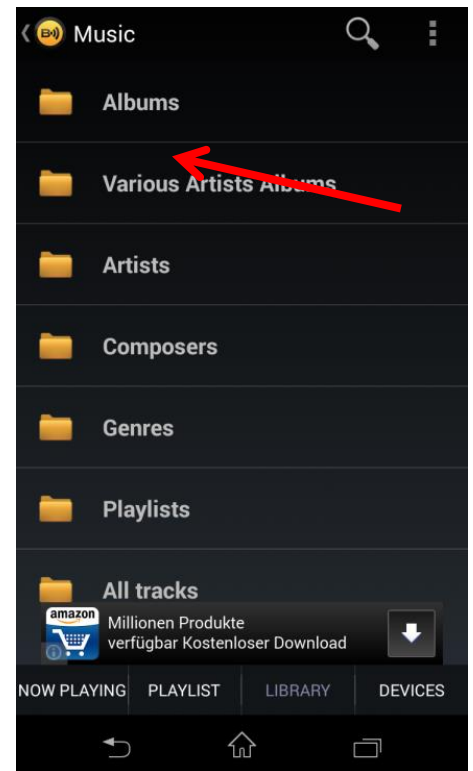 Music
Albums
Various Artists Albums
Artists
Composers
Genres
Playlists
All tracks
amazon
Millionen Produkte
verfügbar Kostenloser Download
NOW PLAYING PLAYLIST LIBRARY DEVICES